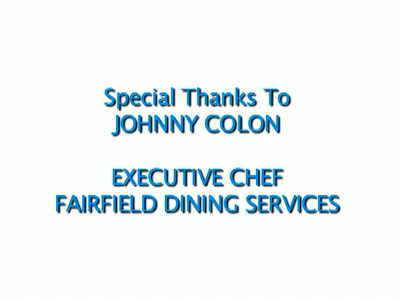 Special Thanks To
JOHNNY COLON
EXECUTIVE CHEF
FAIRFIELD DINING SERVICES